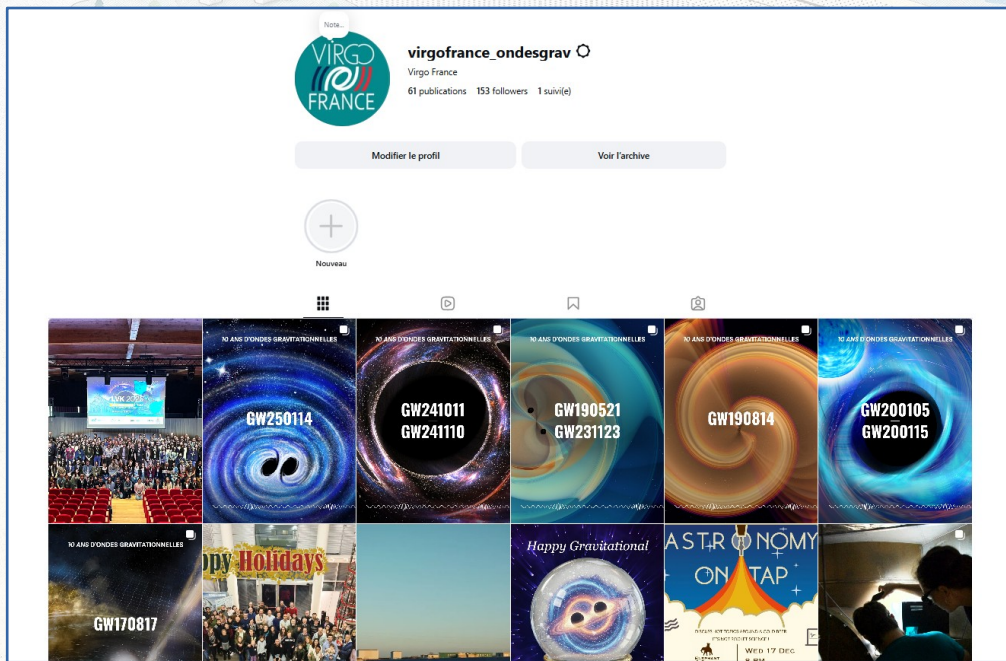 Note...
VIRGO
FRANCE
virgofrance_ondesgrav
Virgo France
61 publications 153 followers 1 suivi(e)
Modifier le profil
Voir l'archive
Nouveau
LVK
10 ANS D'ONDES GRAVITATIONNELLES
GW250114
10 ANS D'ONDES GRAVITATIONNELLES
GW241011
GW241110
10 ANS D'ONDES GRAVITATIONNELLES
GW190521
GW231123
10 ANS D'ONDES GRAVITATIONNELLES
GW190814
10 ANS D'ONDES GRAVITATIONNELLES
GW200105
GW200115
10 ANS D'ONDES GRAVITATIONNELLES
GW170817
ppy Holidays
Happy Gravitational
ASTRONOMY
ON TAP
WED 17 DEC